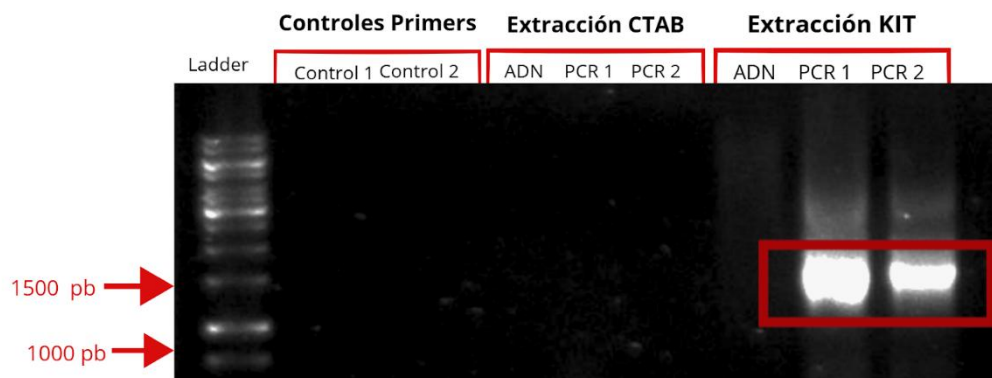 Controles Primers Extracción CTAB Extracción KIT
Ladder Control 1 Control 2 ADN PCR 1 PCR 2 ADN PCR 1 PCR 2
1500 pb
1000 pb